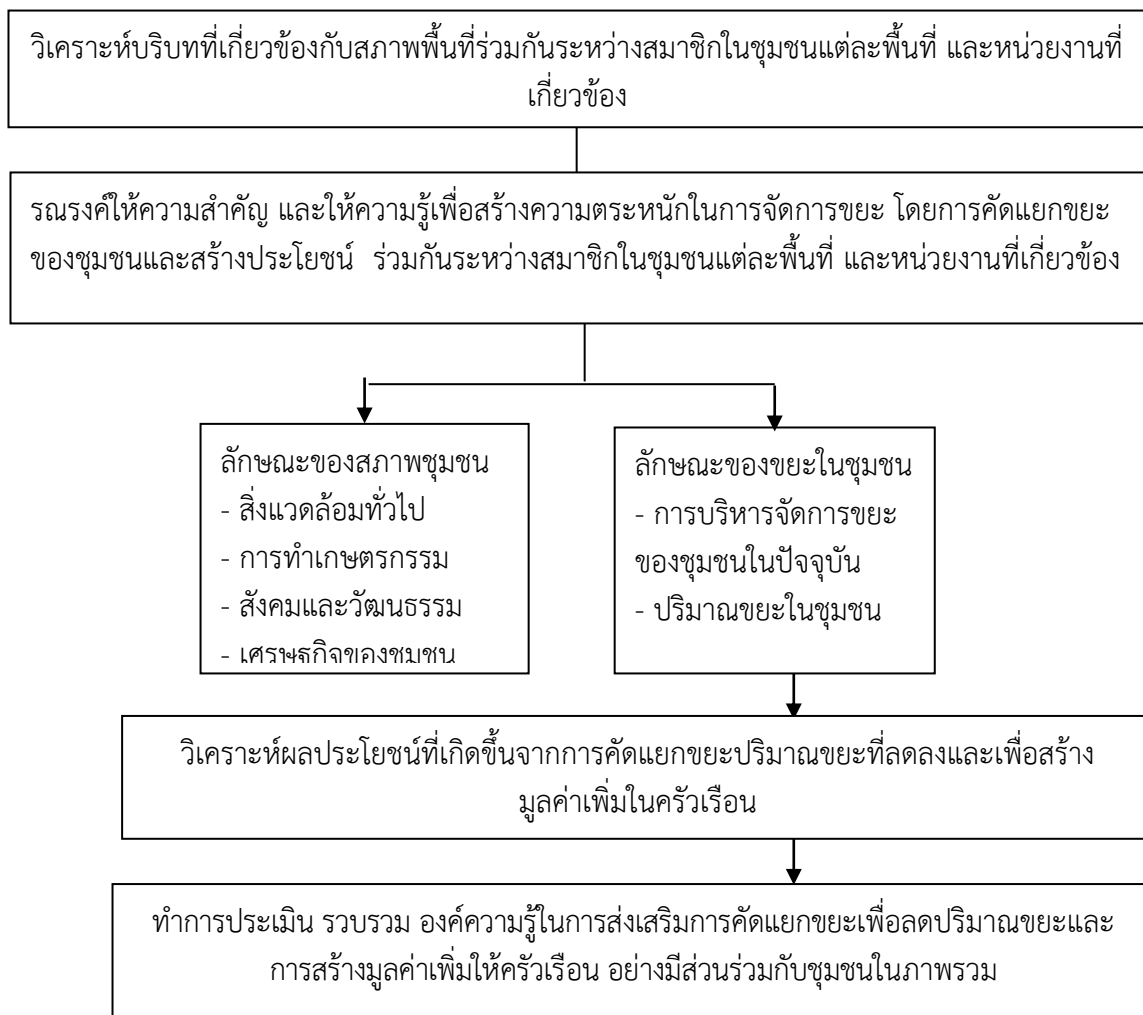 วิเคราะห์บริบทที่เกี่ยวข้องกับสภาพพื้นที่ร่วมกันระหว่างสมาชิกในชุมชนแต่ละพื้นที่ และหน่วยงานที่
เกี่ยวข้อง
รณรงค์ให้ความสำคัญ และให้ความรู้เพื่อสร้างความตระหนักในการจัดการขยะ โดยการคัดแยกขยะ
ของชุมชนและสร้างประโยชน์ ร่วมกันระหว่างสมาชิกในชุมชนแต่ละพื้นที่ และหน่วยงานที่เกี่ยวข้อง
ลักษณะของสภาพชุมชน
- สิ่งแวดล้อมทั่วไป
- การทำเกษตรกรรม
- สังคมและวัฒนธรรม
- เศรษฐกิจของชุมชน
ลักษณะของขยะในชุมชน
- การบริหารจัดการขยะ
ของชุมชนในปัจจุบัน
- ปริมาณขยะในชุมชน
วิเคราะห์ผลประโยชน์ที่เกิดขึ้นจากการคัดแยกขยะปริมาณขยะที่ลดลงและเพื่อสร้าง
มูลค่าเพิ่มในครัวเรือน
ทำการประเมิน รวบรวม องค์ความรู้ในการส่งเสริมการคัดแยกขยะเพื่อลดปริมาณขยะและ
การสร้างมูลค่าเพิ่มให้ครัวเรือน อย่างมีส่วนร่วมกับชุมชนในภาพรวม